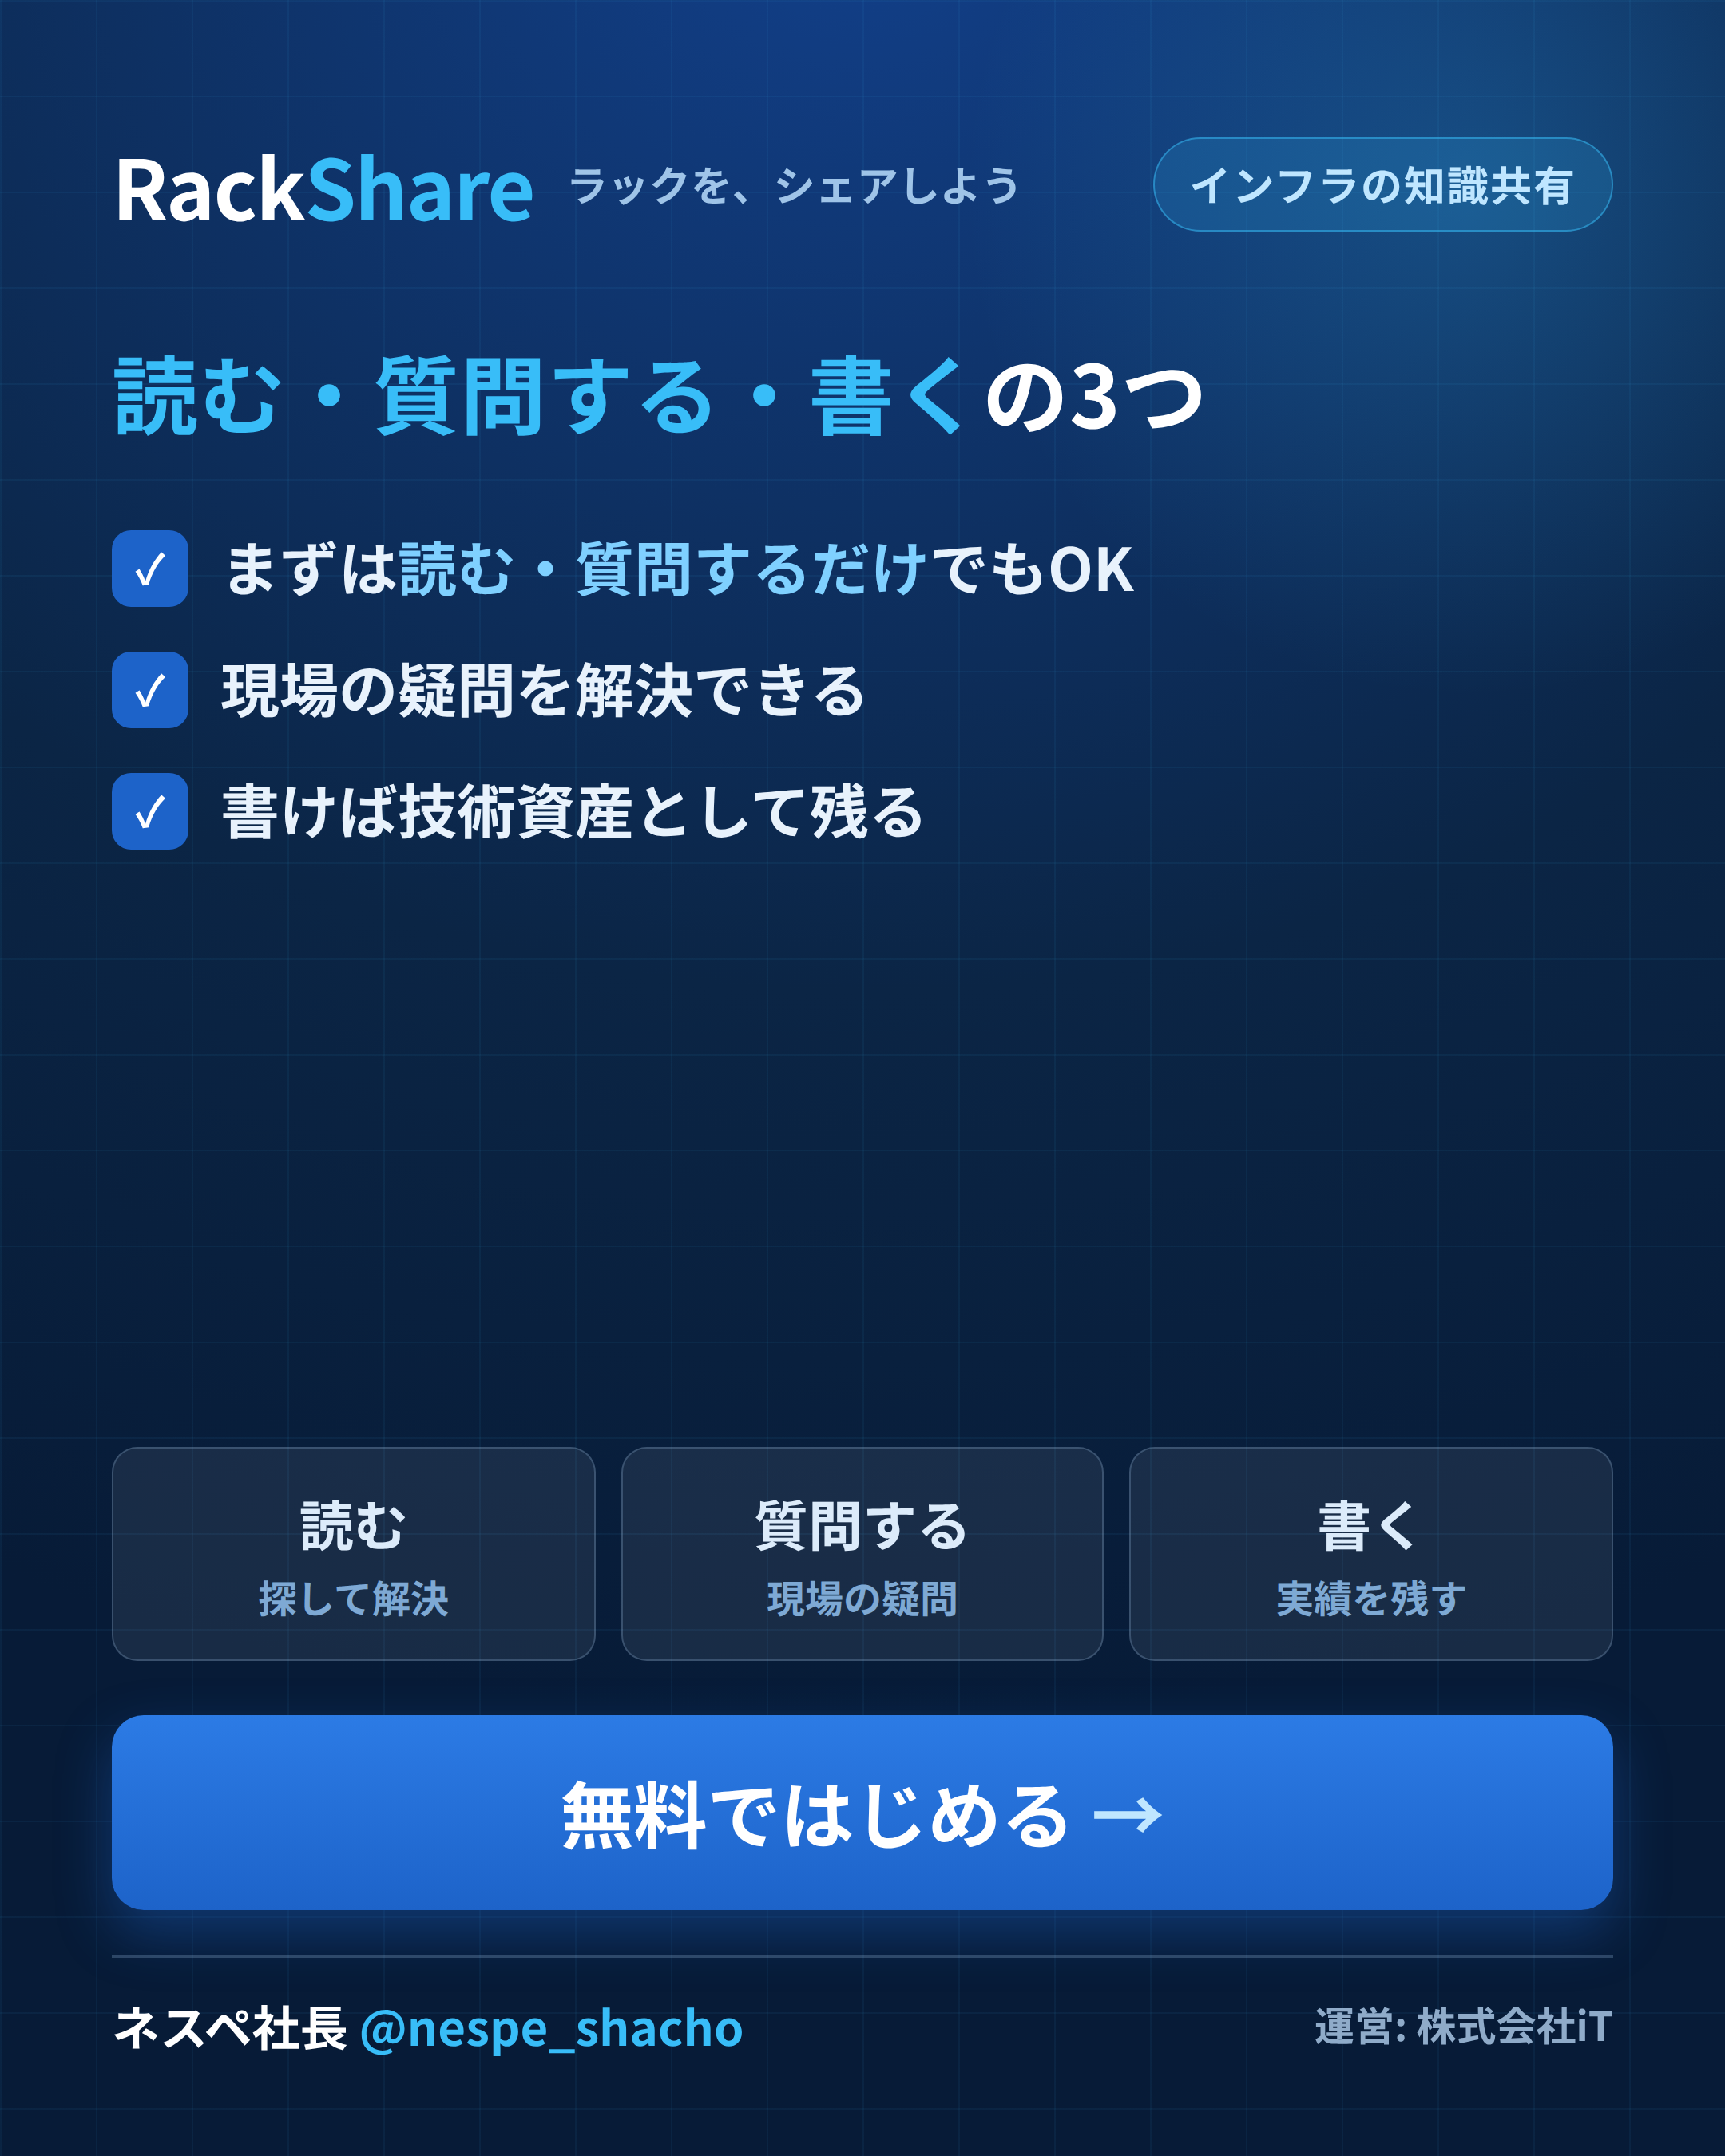 RackShare ラックを、シェアしよう インフラの知識共有
読む・質問する・書くの3つ
✓ まずは読む・質問するだけでもOK
✓ 現場の疑問を解決できる
✓ 書けば技術資産として残る
読む 質問する 書く
探して解決 現場の疑問 実績を残す
無料ではじめる →
ネスペ社長 @nespe_shacho 運営: 株式会社iT